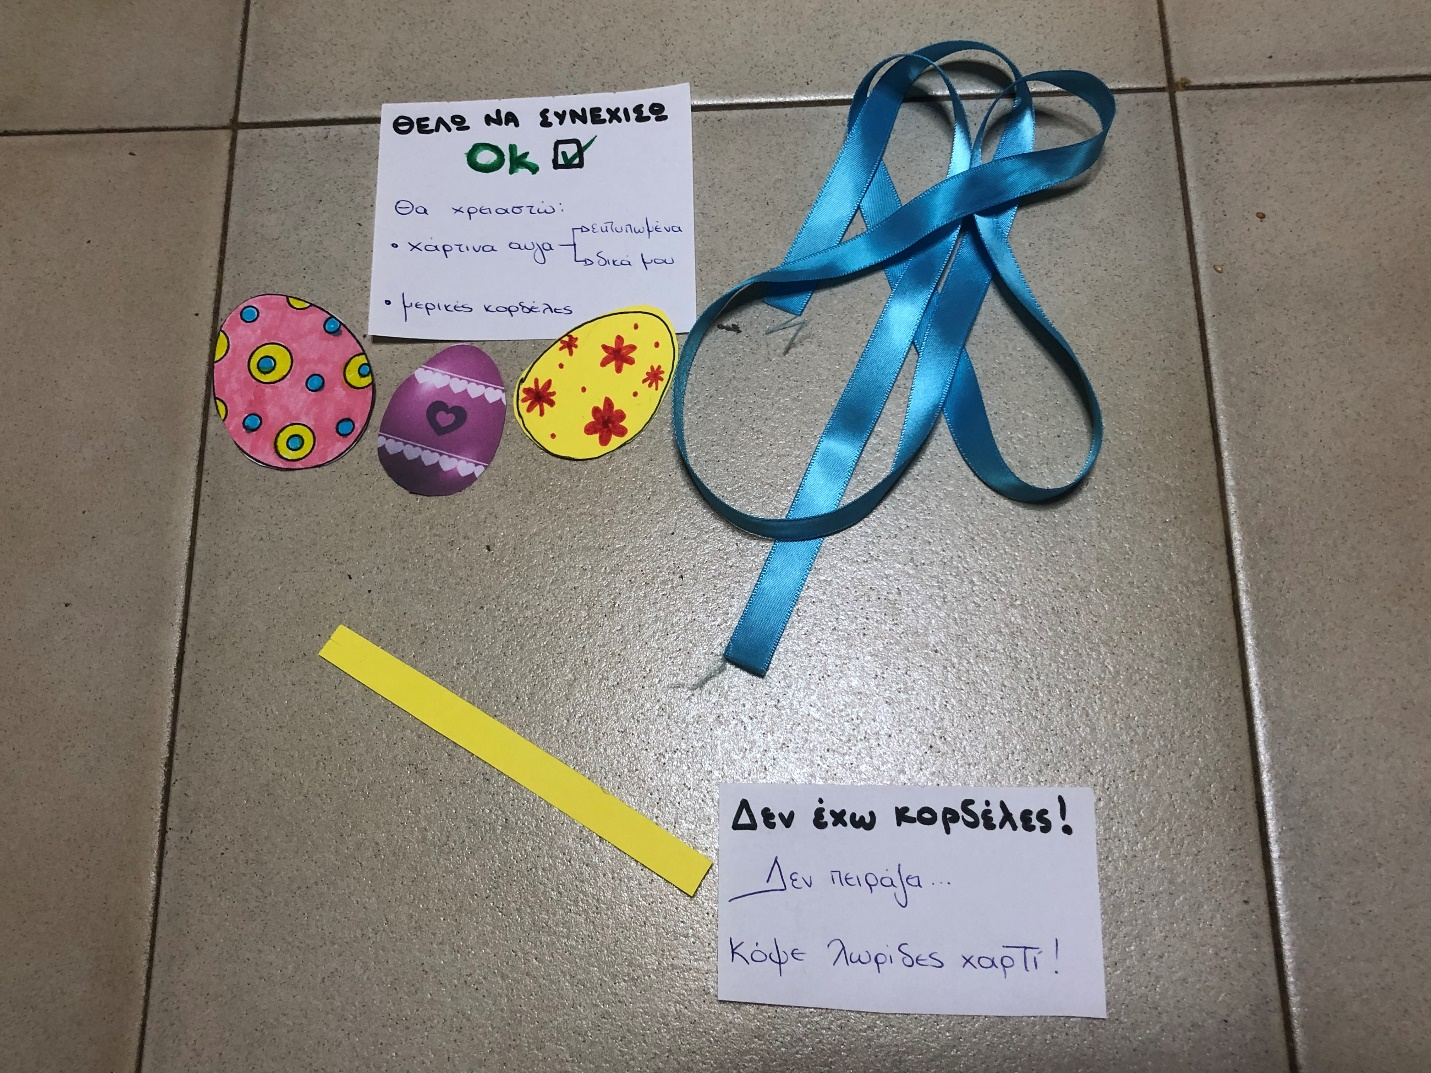 ΘΕΛΩ ΝΑ ΣΥΝΕΧΙΣΩ
Ok
Θα χρειαστώ:
• χάρτινα αυγα
εκτυπωμένα
δικά μου
• μερικές κορδέλες
Δεν έχω κορδέλες!
Δεν πειράζει...
Κόψε λωρίδες χαρτί!